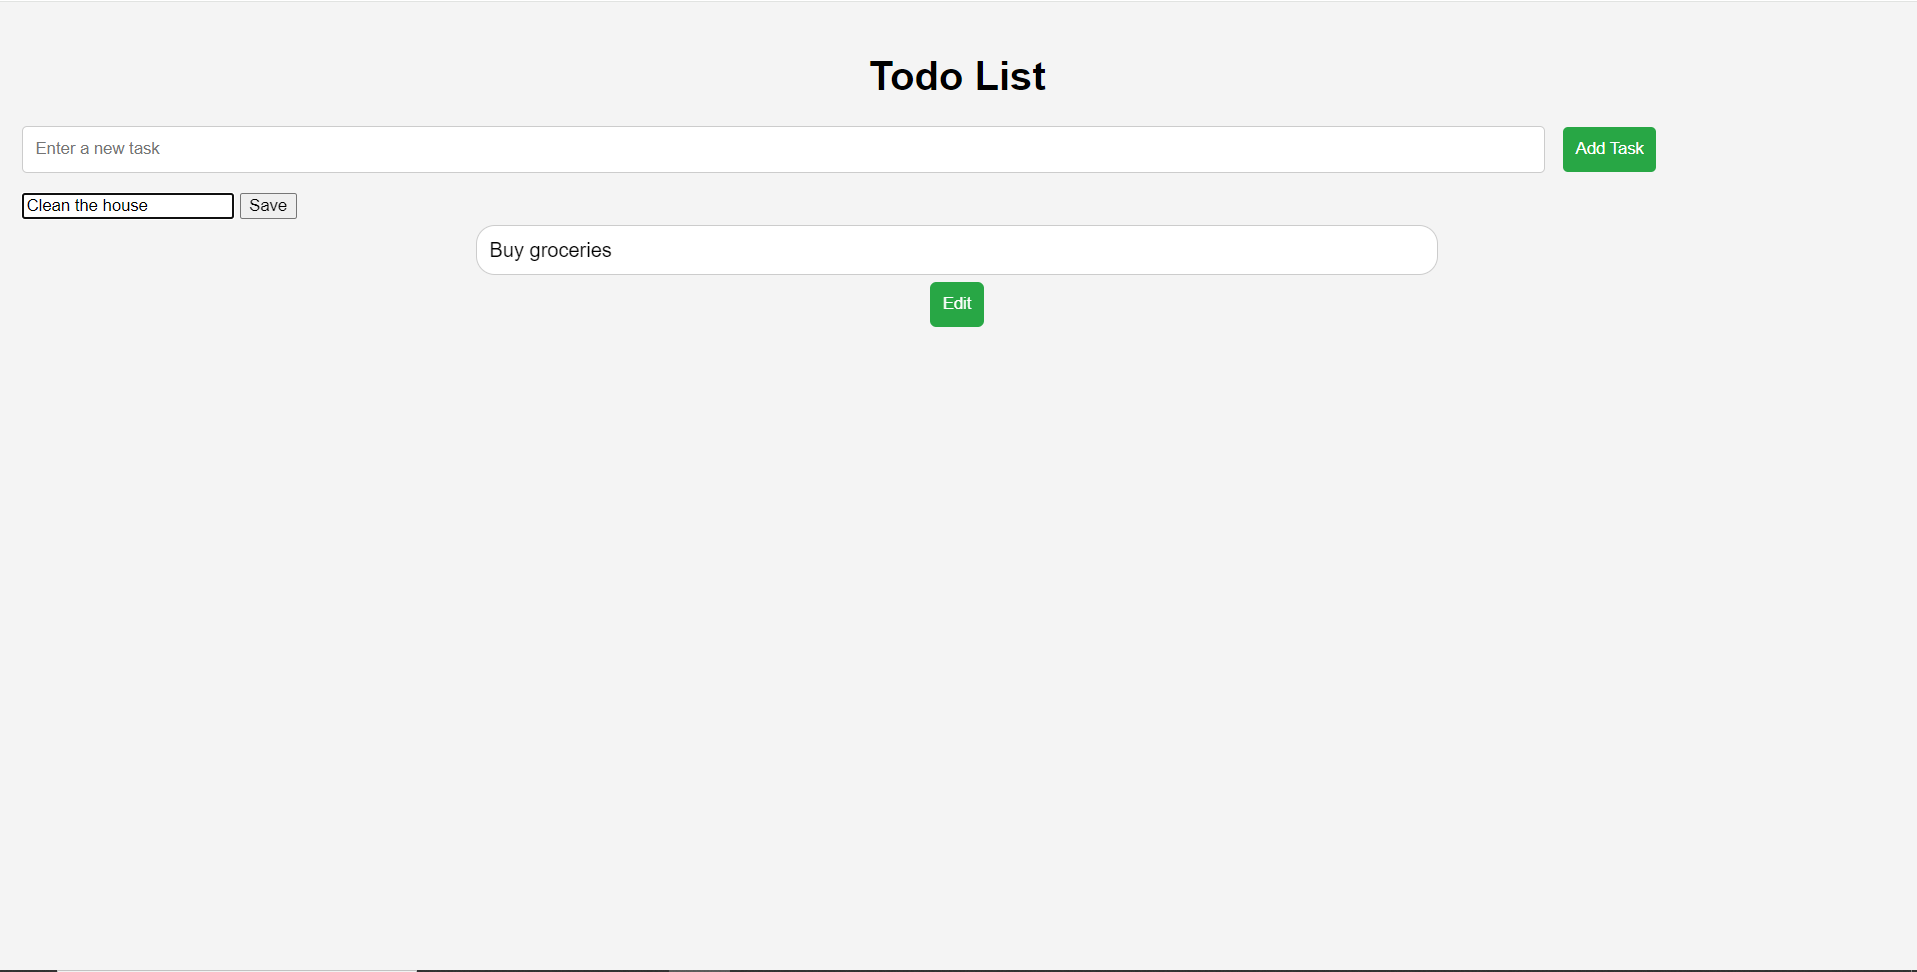 Todo List
Enter a new task
Add Task
Clean the house
Save
Buy groceries
Edit